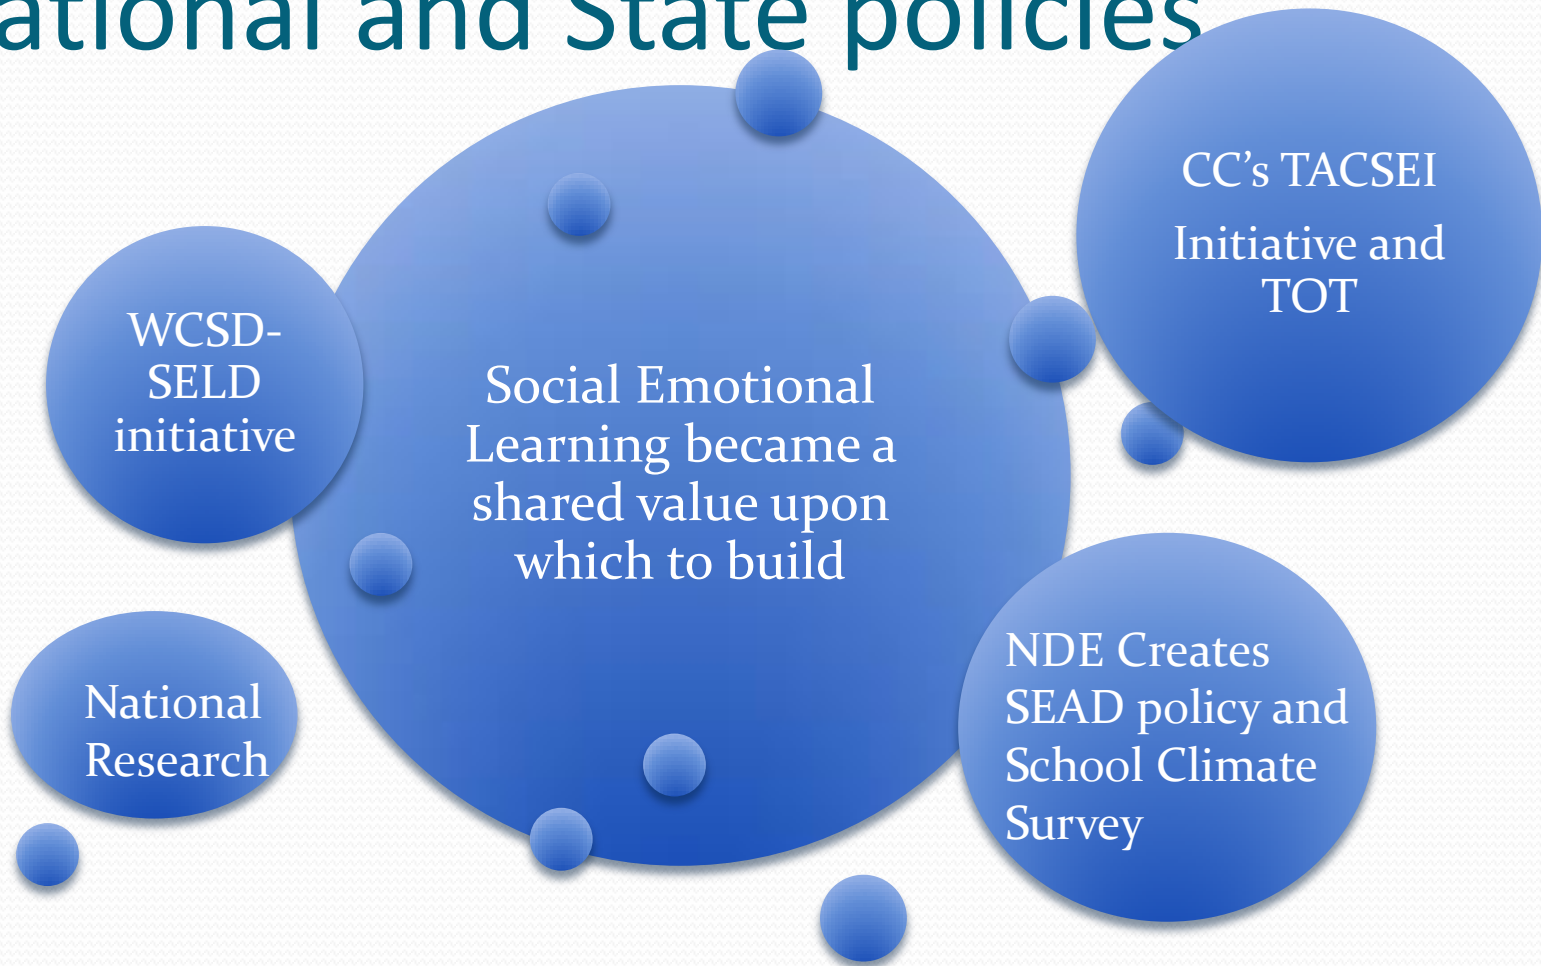 ational and State policies
CC's TACSEI
Initiative and
TOT
WCSD-
SELD
initiative
Social Emotional
Learning became a
shared value upon
which to build
National
Research
NDE Creates
SEAD policy and
School Climate
Survey